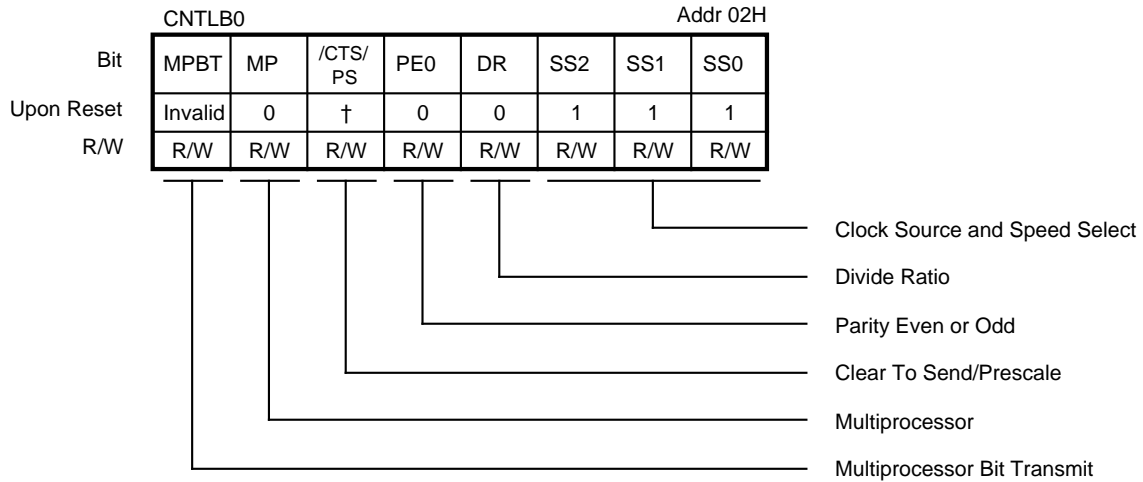 CNTLB0 Addr 02H
Bit MPBT MP /CTS/ PS PE0 DR SS2 SS1 SS0
Upon Reset Invalid 0 † 0 0 1 1 1
R/W R/W R/W R/W R/W R/W R/W R/W R/W
Clock Source and Speed Select
Divide Ratio
Parity Even or Odd
Clear To Send/Prescale
Multiprocessor
Multiprocessor Bit Transmit